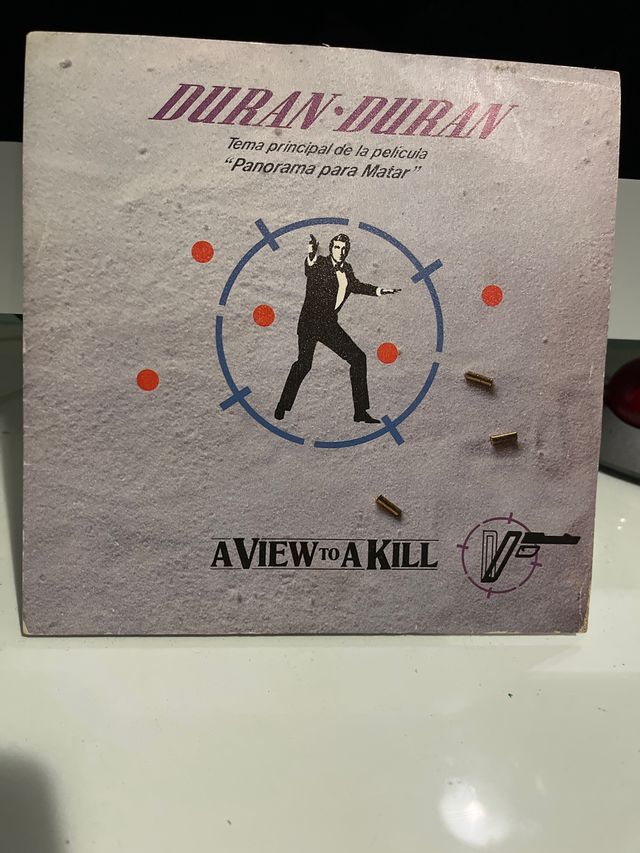 DURAN•DURAN
Tema principal de la película
"Panorama para Matar"
A VIEW TO A KILL